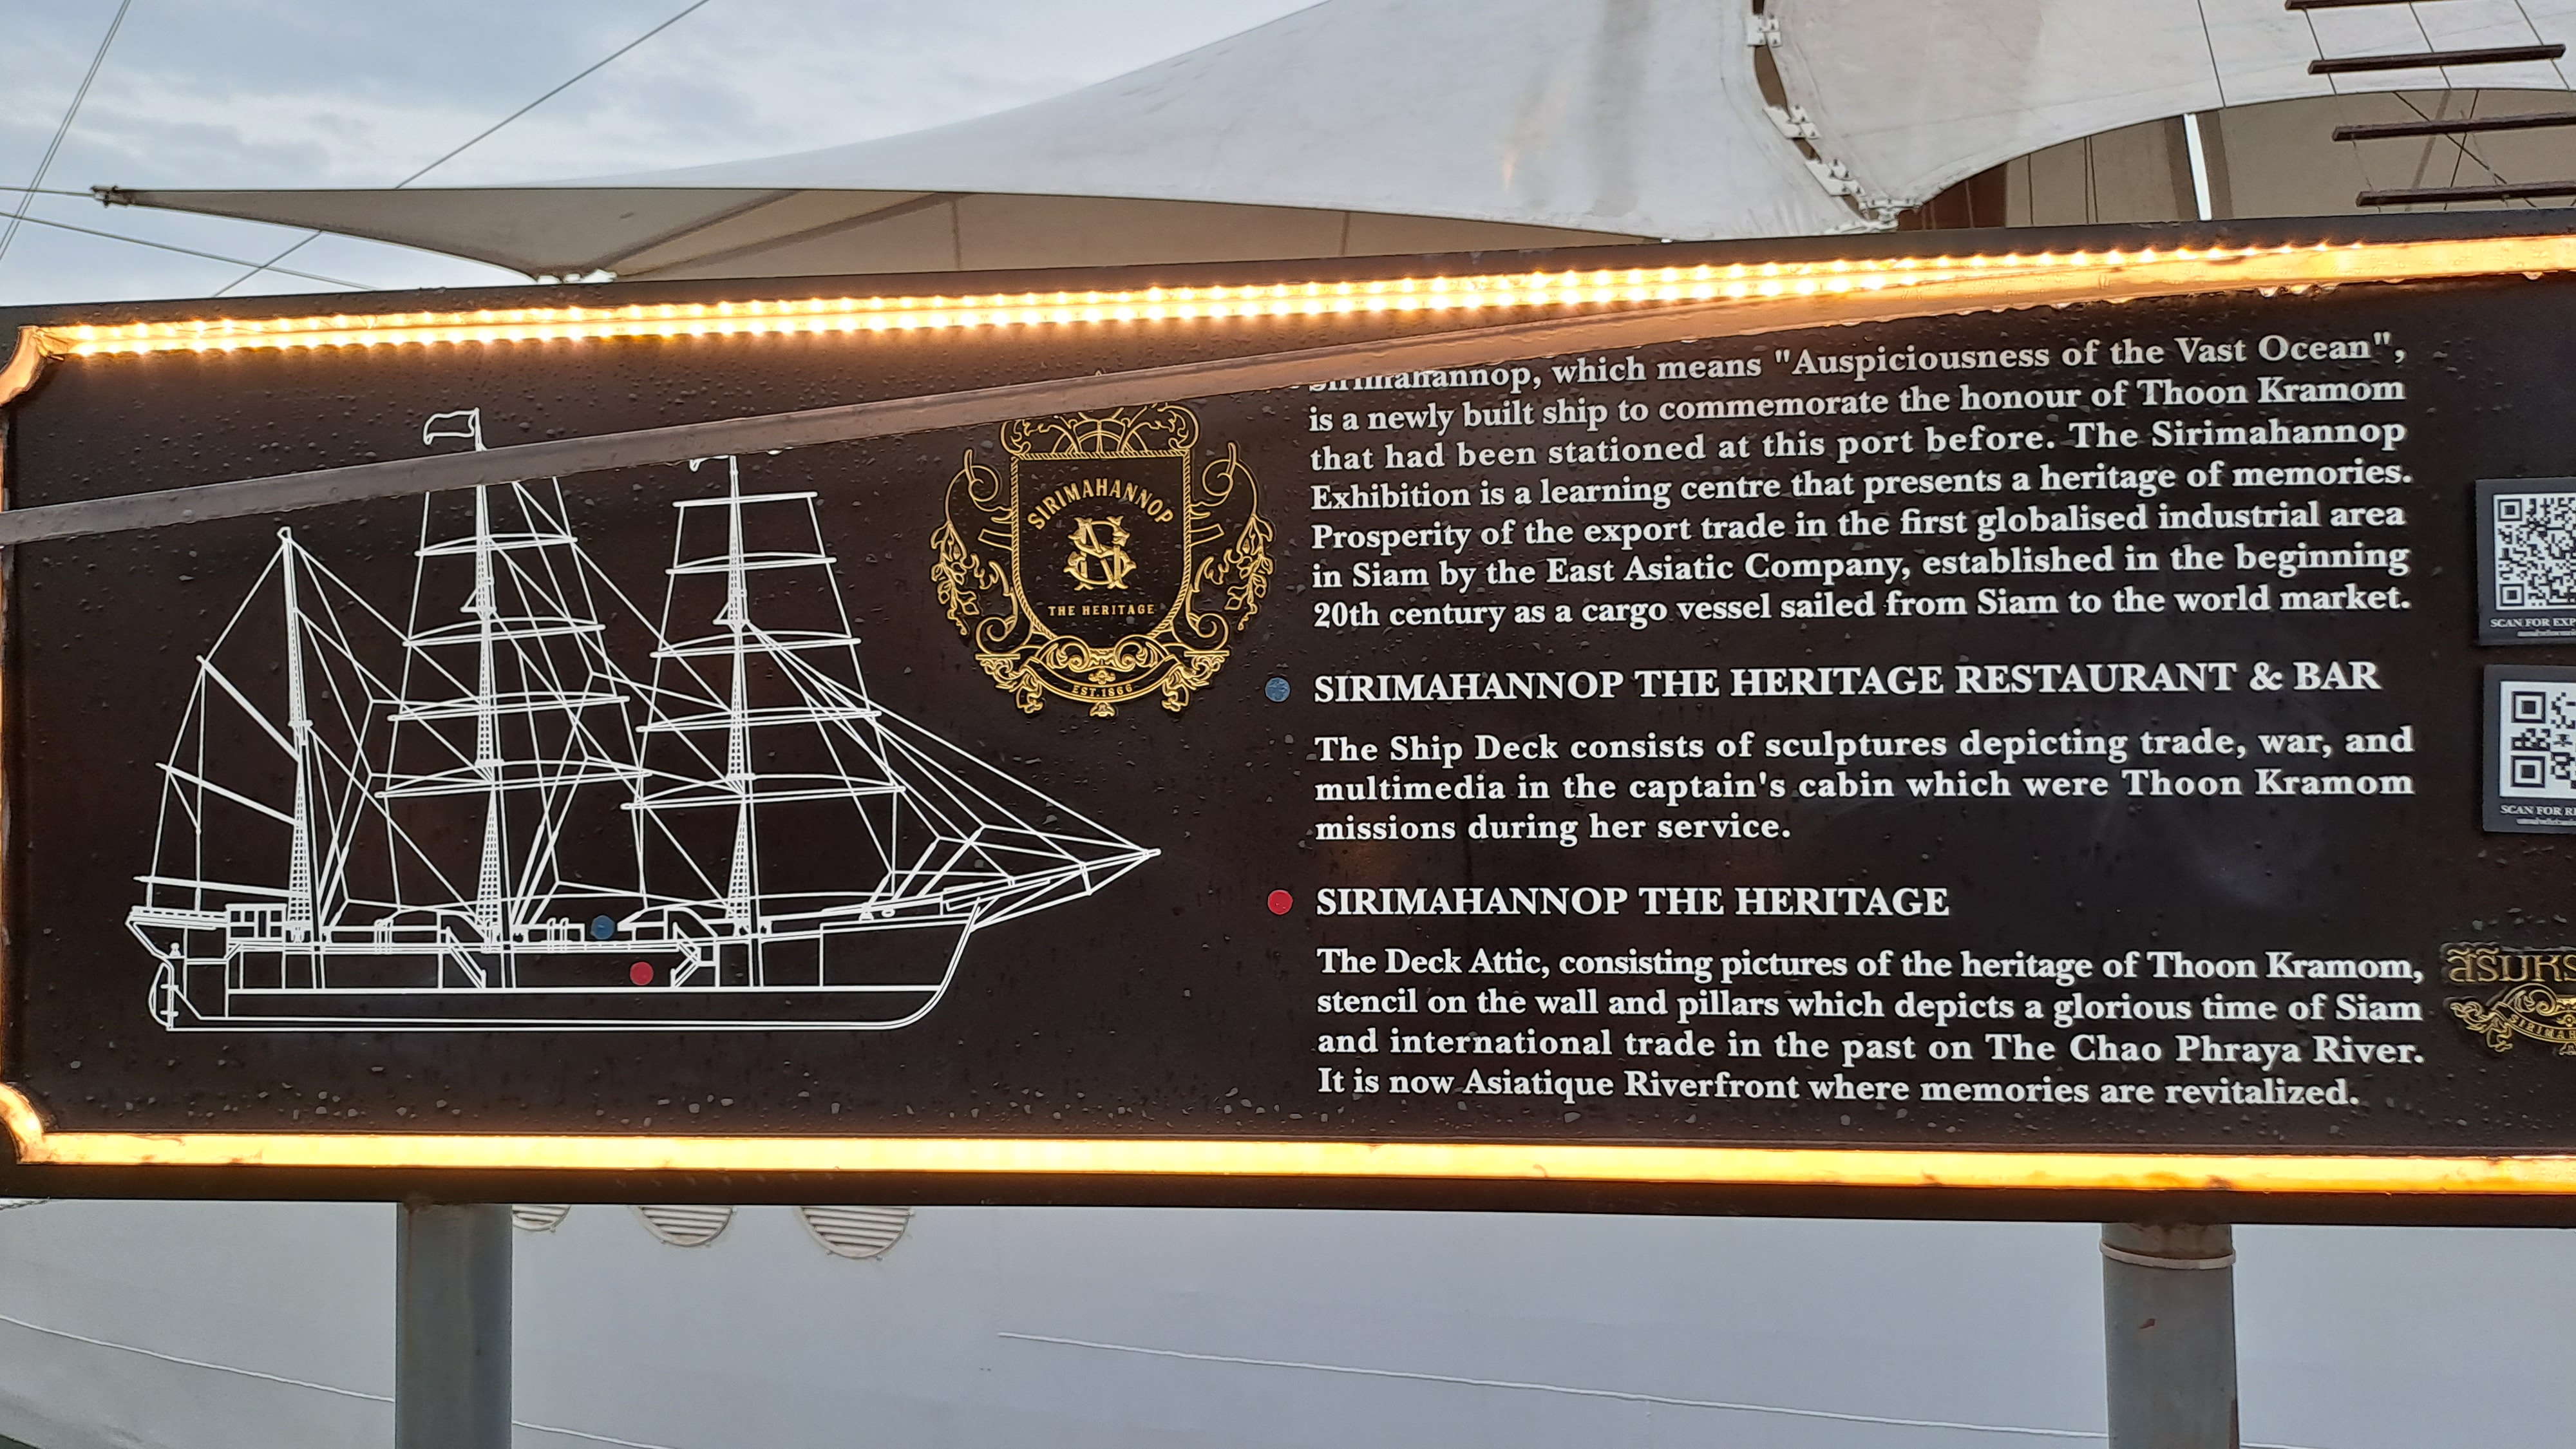 SIRIMAHANNOP
THE HERITAGE
EST.1866
Sirimahannop, which means "Auspiciousness of the Vast Ocean",
is a newly built ship to commemorate the honour of Thoon Kramom
that had been stationed at this port before. The Sirimahannop
Exhibition is a learning centre that presents a heritage of memories.
Prosperity of the export trade in the first globalised industrial area
in Siam by the East Asiatic Company, established in the beginning
20th century as a cargo vessel sailed from Siam to the world market.
SIRIMAHANNOP THE HERITAGE RESTAURANT & BAR
The Ship Deck consists of sculptures depicting trade, war, and
multimedia in the captain's cabin which were Thoon Kramom
missions during her service.
SIRIMAHANNOP THE HERITAGE
The Deck Attic, consisting pictures of the heritage of Thoon Kramom,
stencil on the wall and pillars which depicts a glorious time of Siam
and international trade in the past on The Chao Phraya River.
It is now Asiatique Riverfront where memories are revitalized.
SCAN FOR
SCAN FOR